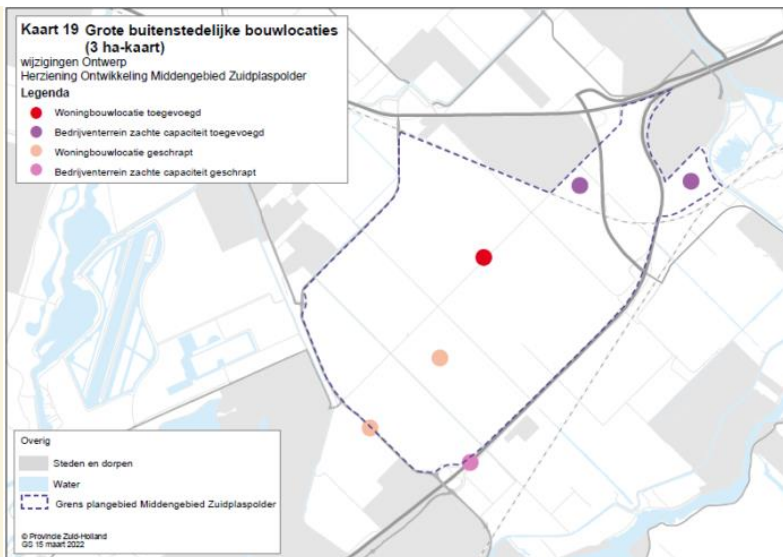 Kaart 19 Grote buitenstedelijke bouwlocaties
(3 ha-kaart)
wijzigingen Ontwerp
Herziening Ontwikkeling Middengebied Zuidplaspolder
Legenda
Woningbouwlocatie toegevoegd
Bedrijventerrein zachte capaciteit toegevoegd
Woningbouwlocatie geschrapt
Bedrijventerrein zachte capaciteit geschrapt
Overig
Steden en dorpen
Water
Grens plangebied Middengebied Zuidplaspolder
© Provincie Zuid-Holland
GS 15 maart 2022